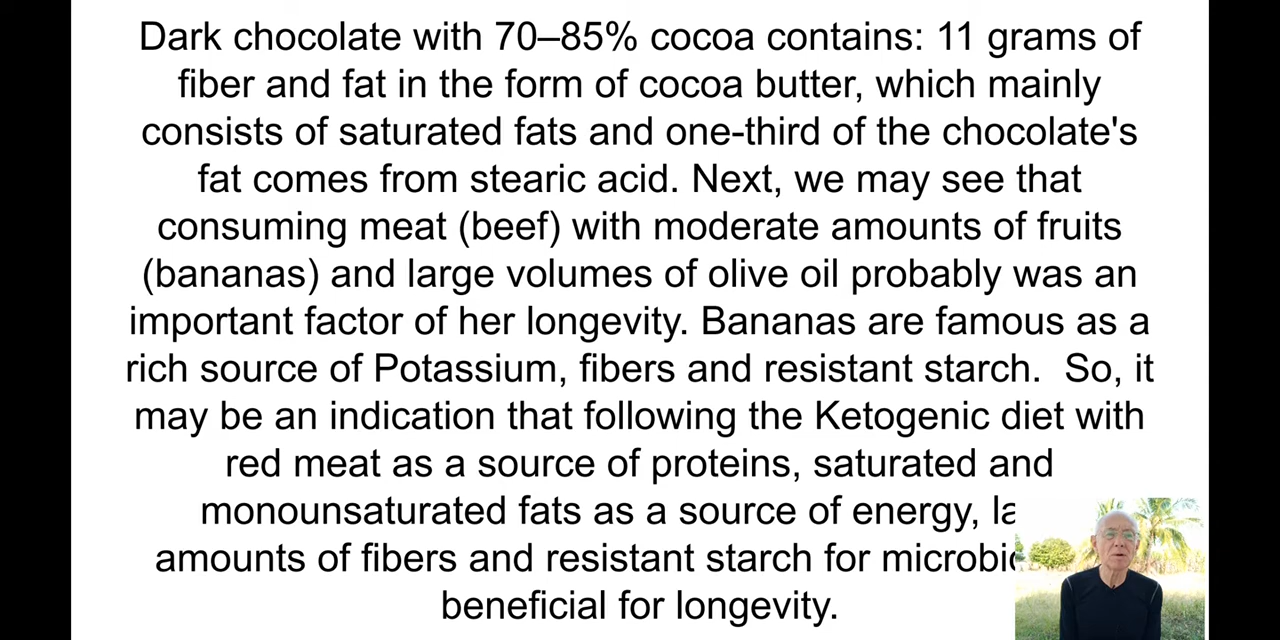 Dark chocolate with 70–85% cocoa contains: 11 grams of
fiber and fat in the form of cocoa butter, which mainly
consists of saturated fats and one-third of the chocolate's
fat comes from stearic acid. Next, we may see that
consuming meat (beef) with moderate amounts of fruits
(bananas) and large volumes of olive oil probably was an
important factor of her longevity. Bananas are famous as a
rich source of Potassium, fibers and resistant starch.  So, it
may be an indication that following the Ketogenic diet with
red meat as a source of proteins, saturated and
monounsaturated fats as a source of energy,
amounts of fibers and resistant starch for
beneficial for longevity.